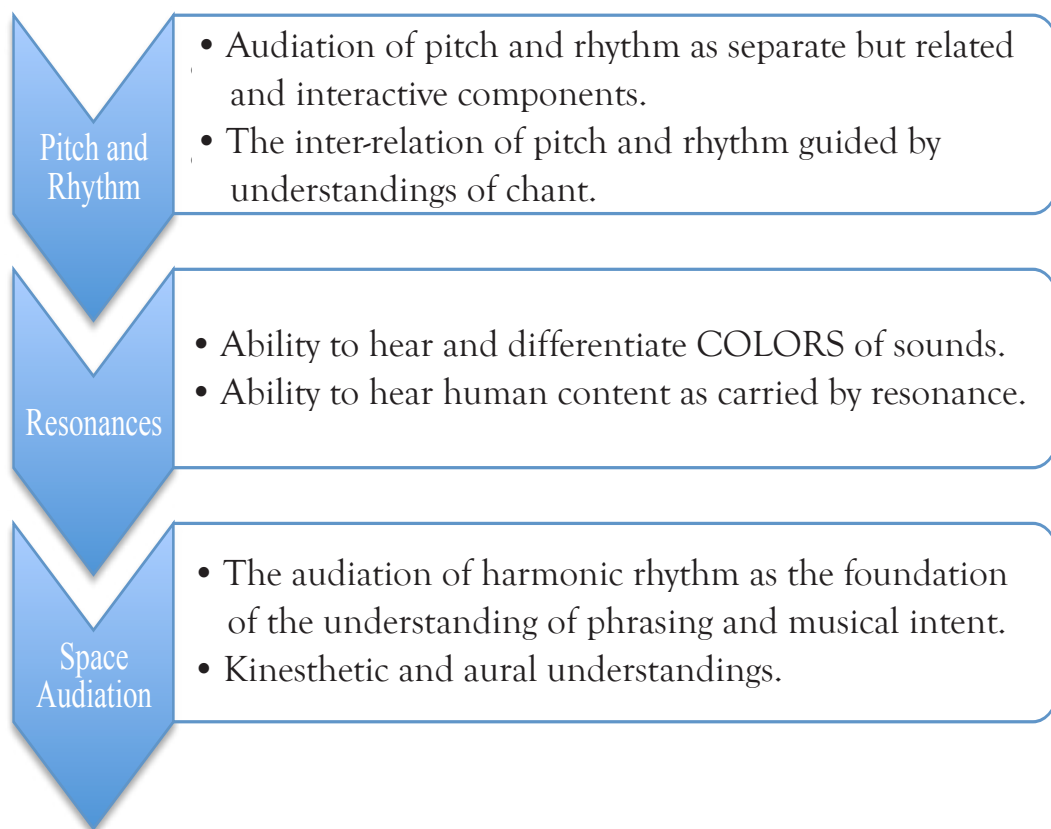 Pitch and
Rhythm
• Audiation of pitch and rhythm as separate but related
and interactive components.
• The inter-relation of pitch and rhythm guided by
understandings of chant.
Resonances
• Ability to hear and differentiate COLORS of sounds.
• Ability to hear human content as carried by resonance.
Space
Audiation
• The audiation of harmonic rhythm as the foundation
of the understanding of phrasing and musical intent.
• Kinesthetic and aural understandings.